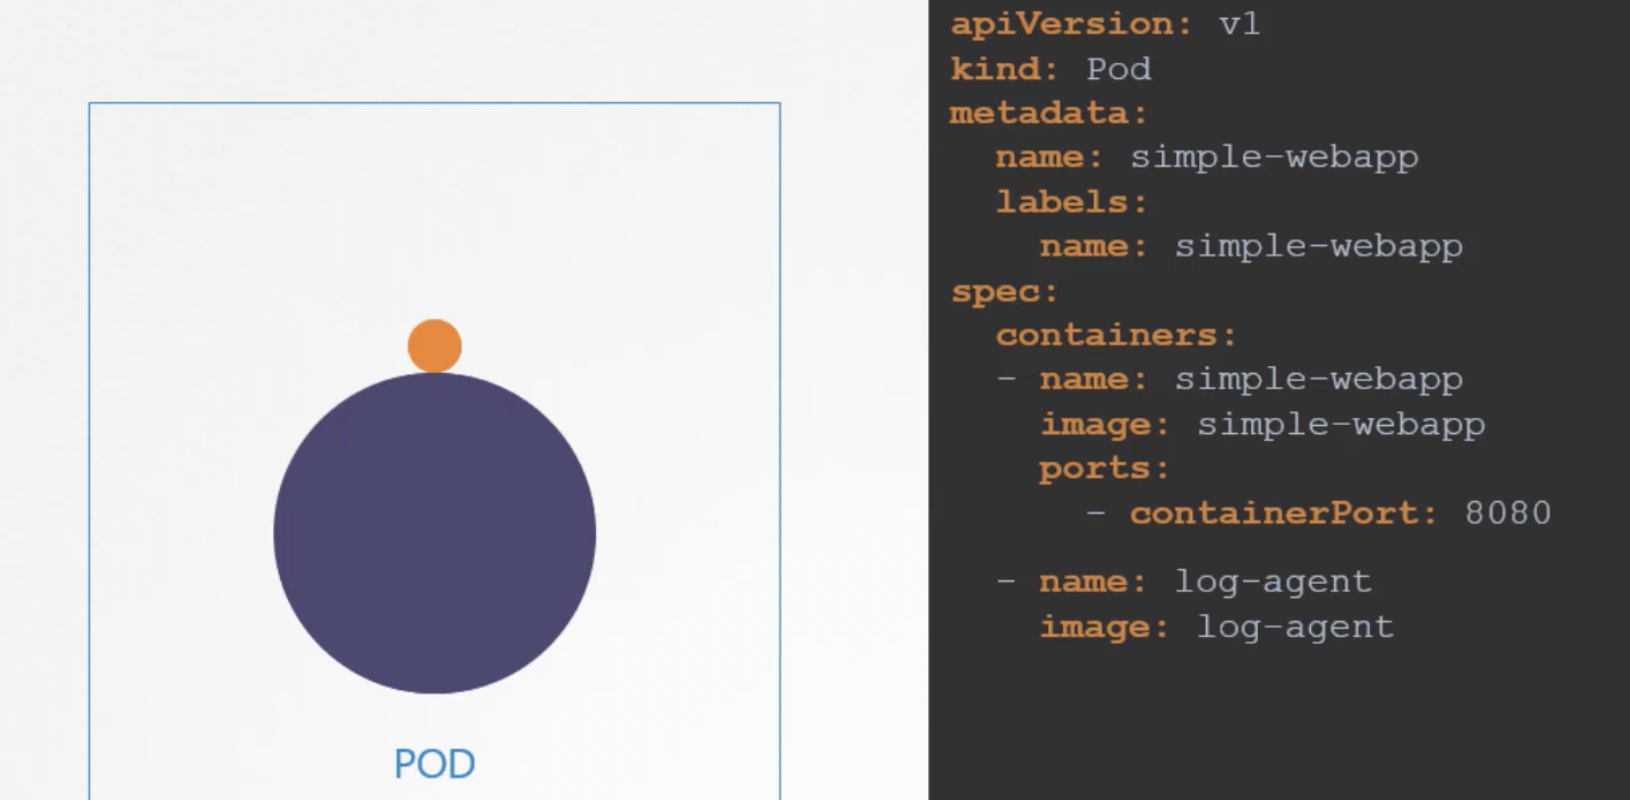 apiVersion: v1
kind: Pod
metadata:
  name: simple-webapp
  labels:
    name: simple-webapp
spec:
  containers:
  - name: simple-webapp
    image: simple-webapp
    ports:
      - containerPort: 8080
  - name: log-agent
    image: log-agent
POD